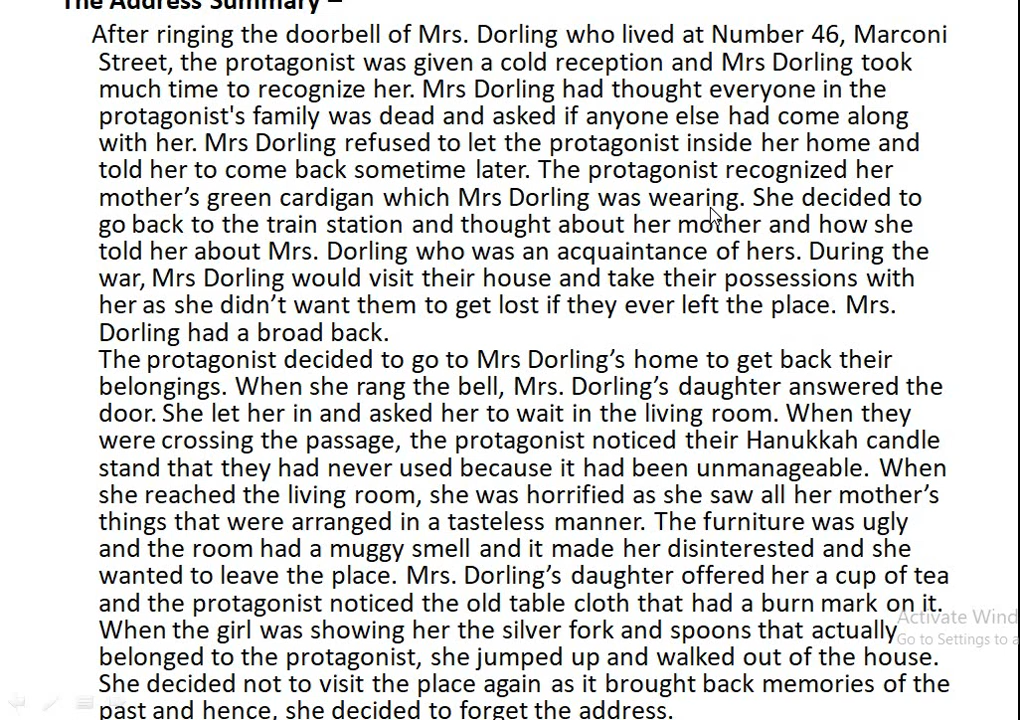 The Address Summary –
After ringing the doorbell of Mrs. Dorling who lived at Number 46, Marconi
Street, the protagonist was given a cold reception and Mrs Dorling took
much time to recognize her. Mrs Dorling had thought everyone in the
protagonist's family was dead and asked if anyone else had come along
with her. Mrs Dorling refused to let the protagonist inside her home and
told her to come back sometime later. The protagonist recognized her
mother’s green cardigan which Mrs Dorling was wearing. She decided to
go back to the train station and thought about her mother and how she
told her about Mrs. Dorling who was an acquaintance of hers. During the
war, Mrs Dorling would visit their house and take their possessions with
her as she didn’t want them to get lost if they ever left the place. Mrs.
Dorling had a broad back.
The protagonist decided to go to Mrs Dorling’s home to get back their
belongings. When she rang the bell, Mrs. Dorling’s daughter answered the
door. She let her in and asked her to wait in the living room. When they
were crossing the passage, the protagonist noticed their Hanukkah candle
stand that they had never used because it had been unmanageable. When
she reached the living room, she was horrified as she saw all her mother’s
things that were arranged in a tasteless manner. The furniture was ugly
and the room had a muggy smell and it made her disinterested and she
wanted to leave the place. Mrs. Dorling’s daughter offered her a cup of tea
and the protagonist noticed the old table cloth that had a burn mark on it.
When the girl was showing her the silver fork and spoons that actually
belonged to the protagonist, she jumped up and walked out of the house.
She decided not to visit the place again as it brought back memories of the
past and hence, she decided to forget the address.
Activate Wind
Go to Settings to a